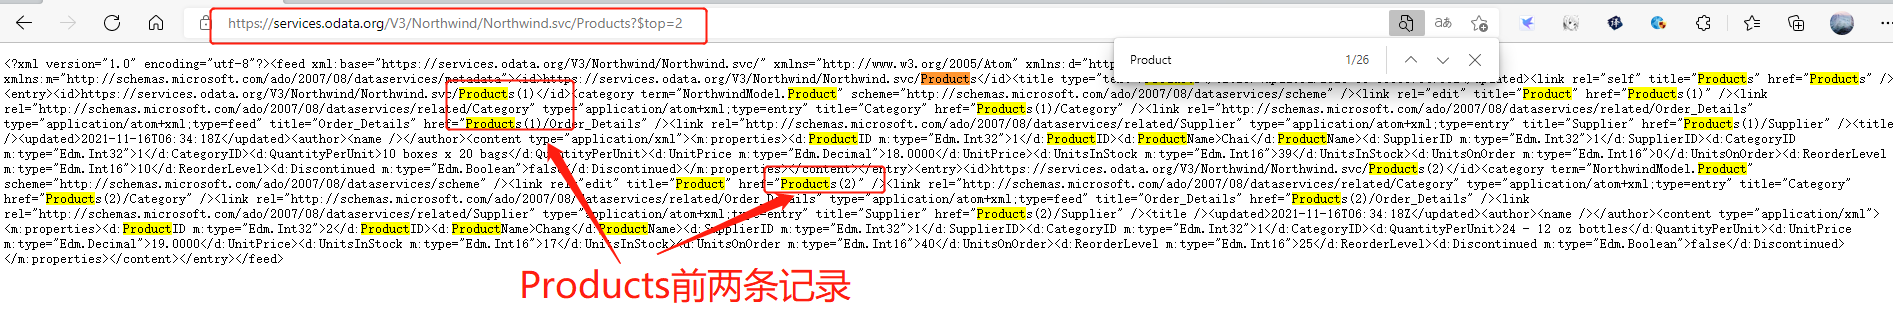 https://services.odata.org/V3/Northwind/Northwind.svc/Products?$top=2
Product
1/26
<?xml version="1.0" encoding="utf-8"?><feed xml:base="https://services.odata.org/V3/Northwind/Northwind.svc/" xmlns="http://www.w3.org/2005/Atom" xmlns:d="http://schemas.microsoft.com/ado/2007/08/dataservices"
xmlns:m="http://schemas.microsoft.com/ado/2007/08/dataservices/metadata"><id>https://services.odata.org/V3/Northwind/Northwind.svc/Products</id><title type="text"> updated><link rel="self" title="Products" href="Products" />
<entry><id>https://services.odata.org/V3/Northwind/Northwind.svc/Products(1)</id><category term="NorthwindModel.Product" scheme="http://schemas.microsoft.com/ado/2007/08/dataservices/scheme" /><link rel="edit" title="Product" href="Products(1)" /><link
rel="http://schemas.microsoft.com/ado/2007/08/dataservices/related/Category" type="application/atom+xml;type=entry" title="Category" href="Products(1)/Category" /><link rel="http://schemas.microsoft.com/ado/2007/08/dataservices/related/Order_Details"
type="application/atom+xml;type=feed" title="Order_Details" href="Products(1)/Order_Details" /><link rel="http://schemas.microsoft.com/ado/2007/08/dataservices/related/Supplier" type="application/atom+xml;type=entry" title="Supplier" href="Products(1)/Supplier" /><title
/><updated>2021-11-16T06:34:18Z</updated><author><name /></author><content type="application/xml"><m:properties><d:ProductID m:type="Edm.Int32">1</d:ProductID><d:ProductName>Chai</d:ProductName><d:SupplierID m:type="Edm.Int32">1</d:SupplierID><d:CategoryID
m:type="Edm.Int32">1</d:CategoryID><d:QuantityPerUnit>10 boxes x 20 bags</d:QuantityPerUnit><d:UnitPrice m:type="Edm.Decimal">18.0000</d:UnitPrice><d:UnitsInStock m:type="Edm.Int16">39</d:UnitsInStock><d:UnitsOnOrder m:type="Edm.Int16">0</d:UnitsOnOrder><d:ReorderLevel
m:type="Edm.Int16">10</d:ReorderLevel><d:Discontinued m:type="Edm.Boolean">false</d:Discontinued></m:properties></content></entry><entry><id>https://services.odata.org/V3/Northwind/Northwind.svc/Products(2)</id><category term="NorthwindModel.Product"
scheme="http://schemas.microsoft.com/ado/2007/08/dataservices/scheme" /><link rel="edit" title="Product" href="Products(2)" /><link rel="http://schemas.microsoft.com/ado/2007/08/dataservices/related/Category" type="application/atom+xml;type=entry" title="Category"
href="Products(2)/Category" /><link rel="http://schemas.microsoft.com/ado/2007/08/dataservices/related/Order_Details" type="application/atom+xml;type=feed" title="Order_Details" href="Products(2)/Order_Details" /><link
rel="http://schemas.microsoft.com/ado/2007/08/dataservices/related/Supplier" type="application/atom+xml;type=entry" title="Supplier" href="Products(2)/Supplier" /><title /><updated>2021-11-16T06:34:18Z</updated><author><name /></author><content type="application/xml">
<m:properties><d:ProductID m:type="Edm.Int32">2</d:ProductID><d:ProductName>Chang</d:ProductName><d:SupplierID m:type="Edm.Int32">1</d:SupplierID><d:CategoryID m:type="Edm.Int32">1</d:CategoryID><d:QuantityPerUnit>24 - 12 oz bottles</d:QuantityPerUnit><d:UnitPrice
m:type="Edm.Decimal">19.0000</d:UnitPrice><d:UnitsInStock m:type="Edm.Int16">17</d:UnitsInStock><d:UnitsOnOrder m:type="Edm.Int16">40</d:UnitsOnOrder><d:ReorderLevel m:type="Edm.Int16">25</d:ReorderLevel><d:Discontinued m:type="Edm.Boolean">false</d:Discontinued>
</m:properties></content></entry></feed>
Products前两条记录